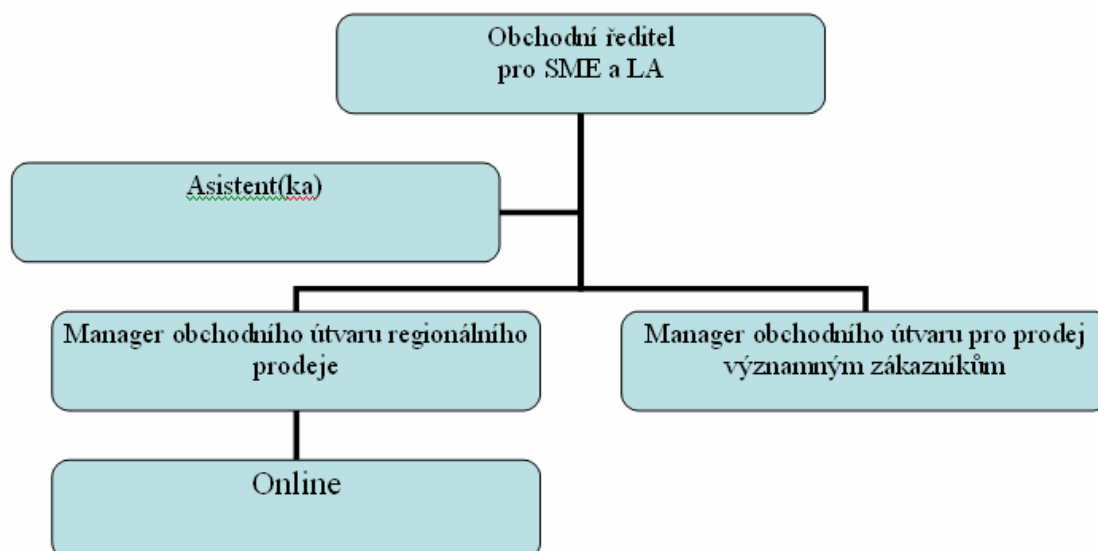 Obchodní ředitel
pro SME a LA
Asistent(ka)
Manager obchodního útvaru regionálního
prodeje
Manager obchodního útvaru pro prodej
významným zákazníkům
Online